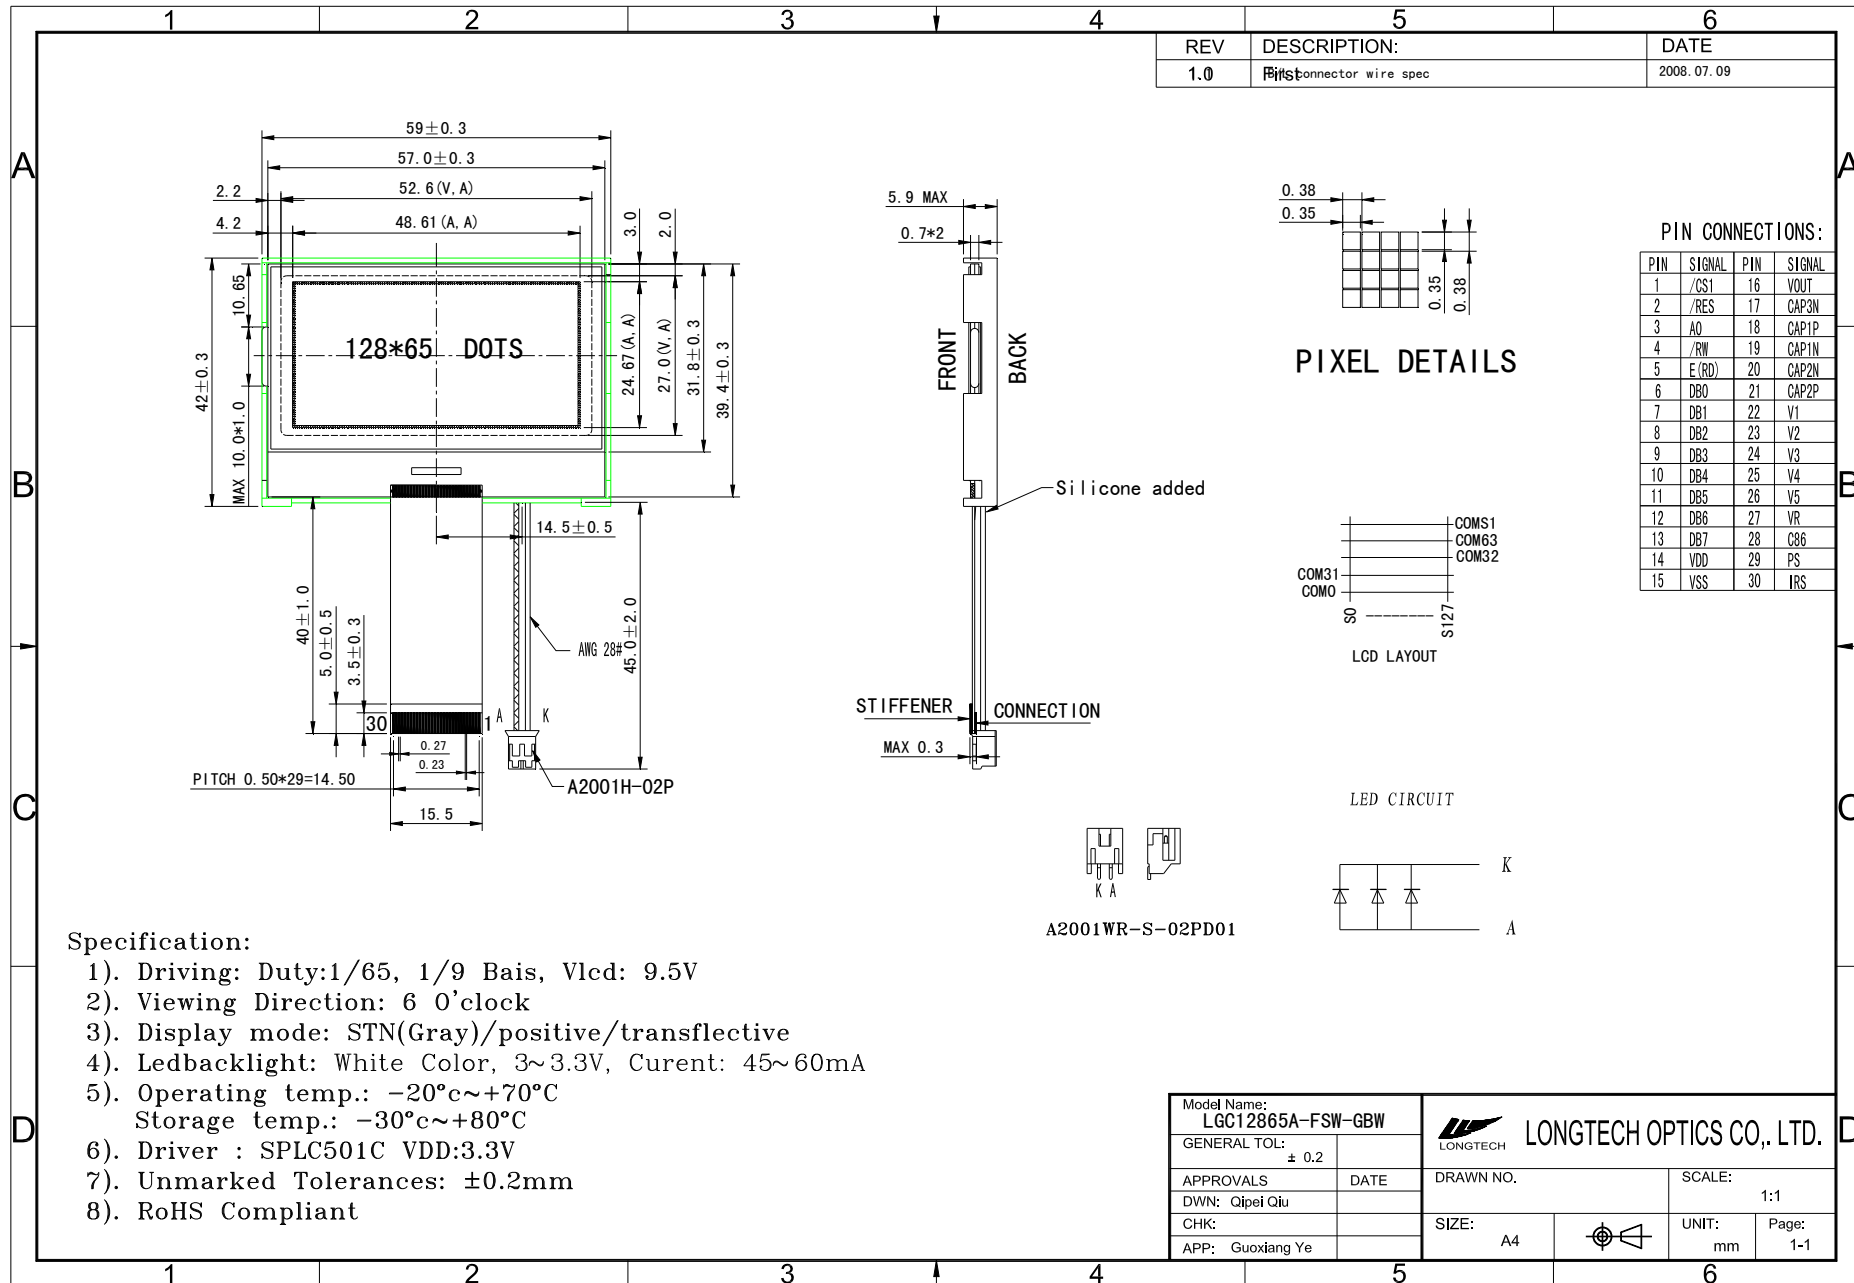 1 2 3 4 5 6
REV DESCRIPTION: DATE
1.0 First connector wire spec 2008.07.09
A A
B B
C C
D D
59±0.3
57.0±0.3
52.6(V,A)
48.61(A,A)
2.2
4.2
3.0
2.0
10.65
42±0.3
MAX 10.0*1.0
128*65 DOTS
24.67(A,A)
27.0(V,A)
31.8±0.3
39.4±0.3
14.5±0.5
40±1.0
5.0±0.5
3.5±0.3
45.0±2.0
AWG 28#
30 1 A K
0.27
0.23
PITCH 0.50*29=14.50
15.5
A2001H-02P
5.9 MAX
0.7*2
FRONT
BACK
Silicone added
STIFFENER
CONNECTION
MAX 0.3
0.38
0.35
0.35
0.38
PIXEL DETAILS
COMS1
COM63
COM32
COM31
COM0
S0
S127
LCD LAYOUT
PIN CONNECTIONS:
PIN SIGNAL PIN SIGNAL
1 /CS1 16 VOUT
2 /RES 17 CAP3N
3 A0 18 CAP1P
4 /RW 19 CAP1N
5 E(RD) 20 CAP2N
6 DB0 21 CAP2P
7 DB1 22 V1
8 DB2 23 V2
9 DB3 24 V3
10 DB4 25 V4
11 DB5 26 V5
12 DB6 27 VR
13 DB7 28 C86
14 VDD 29 PS
15 VSS 30 IRS
LED CIRCUIT
K
A
K A
A2001WR-S-02PD01
Specification:
1). Driving: Duty:1/65, 1/9 Bais, Vlcd: 9.5V
2). Viewing Direction: 6 O'clock
3). Display mode: STN(Gray)/positive/transflective
4). Ledbacklight: White Color, 3~3.3V, Curent: 45~60mA
5). Operating temp.: -20°c~+70°C
Storage temp.: -30°c~+80°C
6). Driver : SPLC501C VDD:3.3V
7). Unmarked Tolerances: ±0.2mm
8). RoHS Compliant
Model Name:
LGC12865A-FSW-GBW
GENERAL TOL:
± 0.2
APPROVALS DATE
DWN: Qipei Qiu
CHK:
APP: Guoxiang Ye
LONGTECH
LONGTECH OPTICS CO,. LTD.
DRAWN NO.
SCALE:
1:1
SIZE:
A4
UNIT:
mm
Page:
1-1
1 2 3 4 5 6